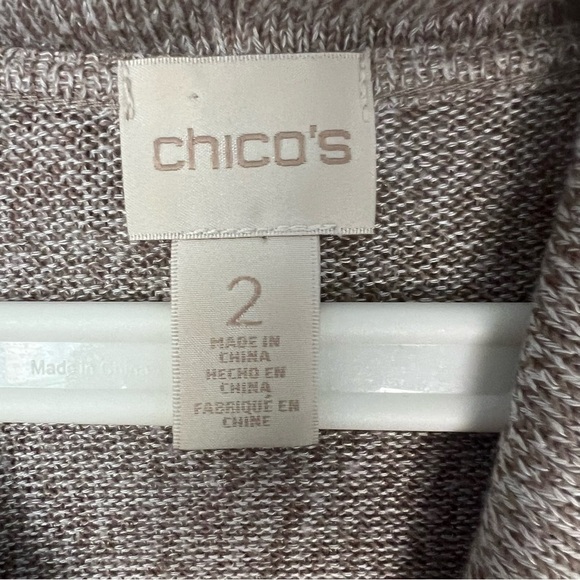 chico's
2
MADE IN
CHINA
HECHO EN
CHINA
FABRIQUÉ EN
CHINE
Made in China